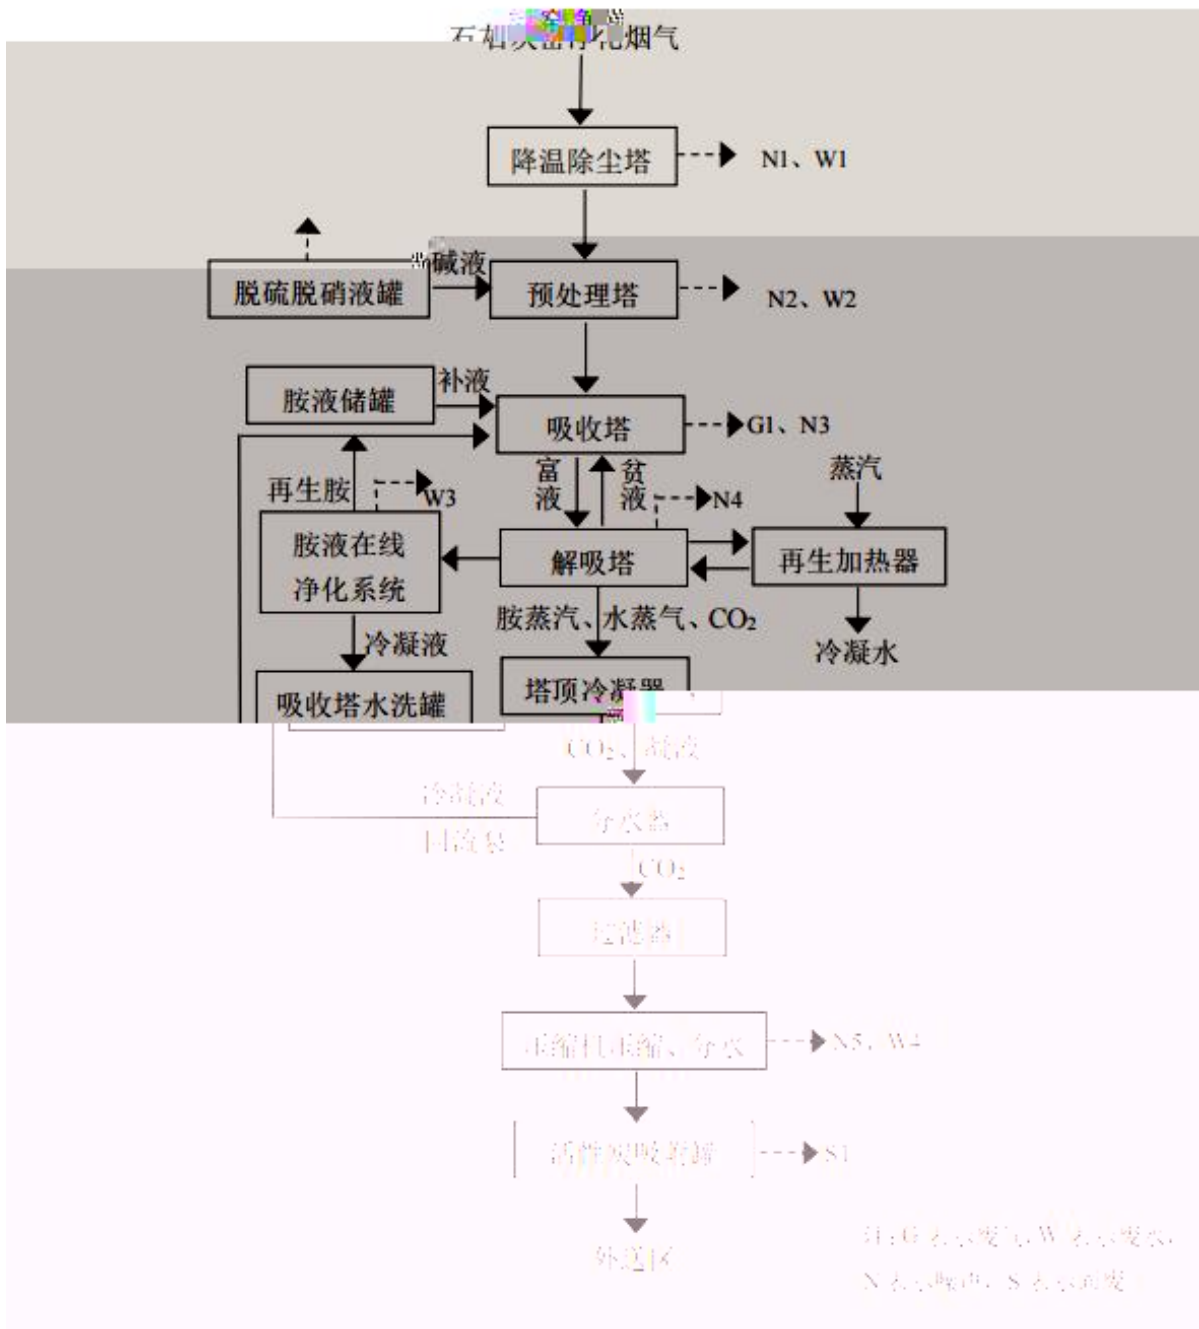 烟气
降温除尘塔
N1、W1
碱液
脱硫脱硝液罐
预处理塔
N2、W2
补液
胺液储罐
吸收塔
G1、N3
富液
贫液
蒸汽
再生胺
W3
N4
胺液在线
净化系统
解吸塔
再生加热器
胺蒸汽、水蒸气、CO₂
冷凝液
冷凝水
塔顶冷凝器
吸收塔水洗罐
CO₂、凝液
冷凝液
分水器
回流泵
CO₂
过滤器
压缩机压缩、分水
N5、W4
活性炭吸附罐
S1
外送区